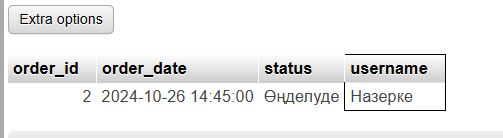 Extra options
order_id order_date status username
2 2024-10-26 14:45:00 Өңделуде Назерке